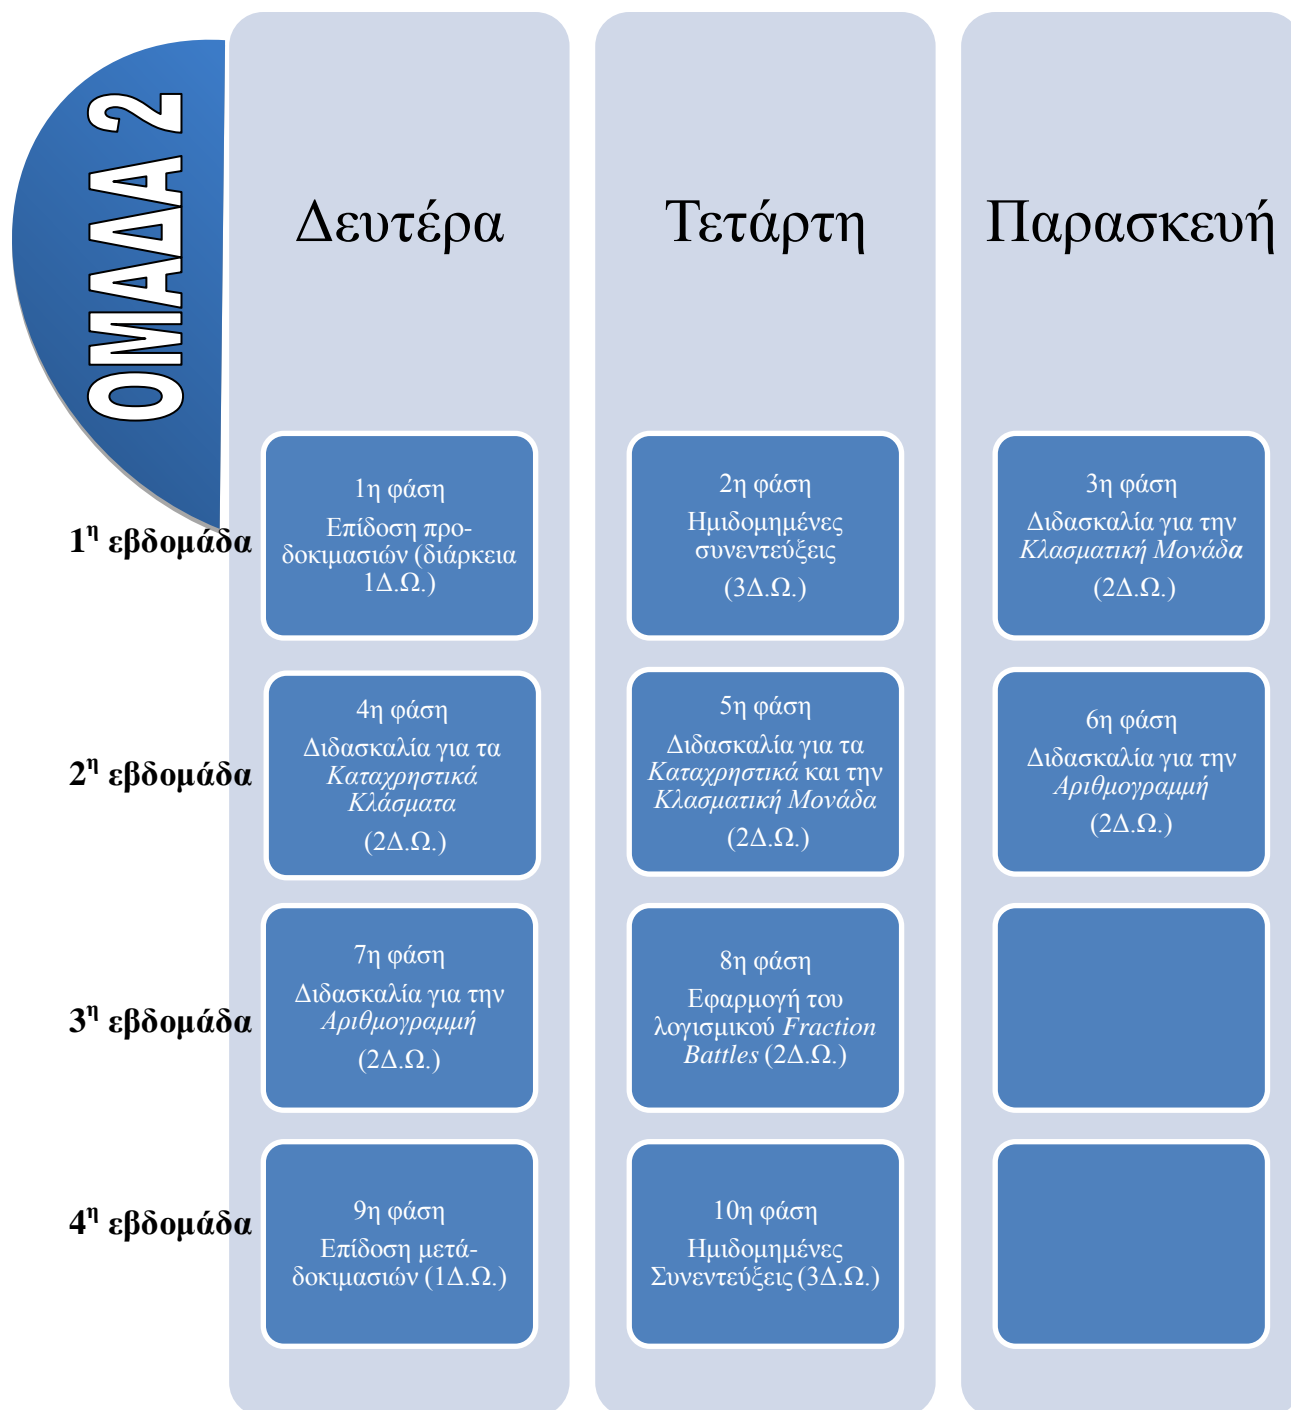 ΟΜΑΔΑ 2
Δευτέρα
Τετάρτη
Παρασκευή
1η εβδομάδα
1η φάση
Επίδοση προ-
δοκιμασιών (διάρκεια
1Δ.Ω.)
2η φάση
Ημιδομημένες
συνεντεύξεις
(3Δ.Ω.)
3η φάση
Διδασκαλία για την
Κλασματική Μονάδα
(2Δ.Ω.)
2η εβδομάδα
4η φάση
Διδασκαλία για τα
Καταχρηστικά
Κλάσματα
(2Δ.Ω.)
5η φάση
Διδασκαλία για τα
Καταχρηστικά και την
Κλασματική Μονάδα
(2Δ.Ω.)
6η φάση
Διδασκαλία για την
Αριθμογραμμή
(2Δ.Ω.)
3η εβδομάδα
7η φάση
Διδασκαλία για την
Αριθμογραμμή
(2Δ.Ω.)
8η φάση
Εφαρμογή του
λογισμικού Fraction
Battles (2Δ.Ω.)
4η εβδομάδα
9η φάση
Επίδοση μετά-
δοκιμασιών (1Δ.Ω.)
10η φάση
Ημιδομημένες
Συνεντεύξεις (3Δ.Ω.)